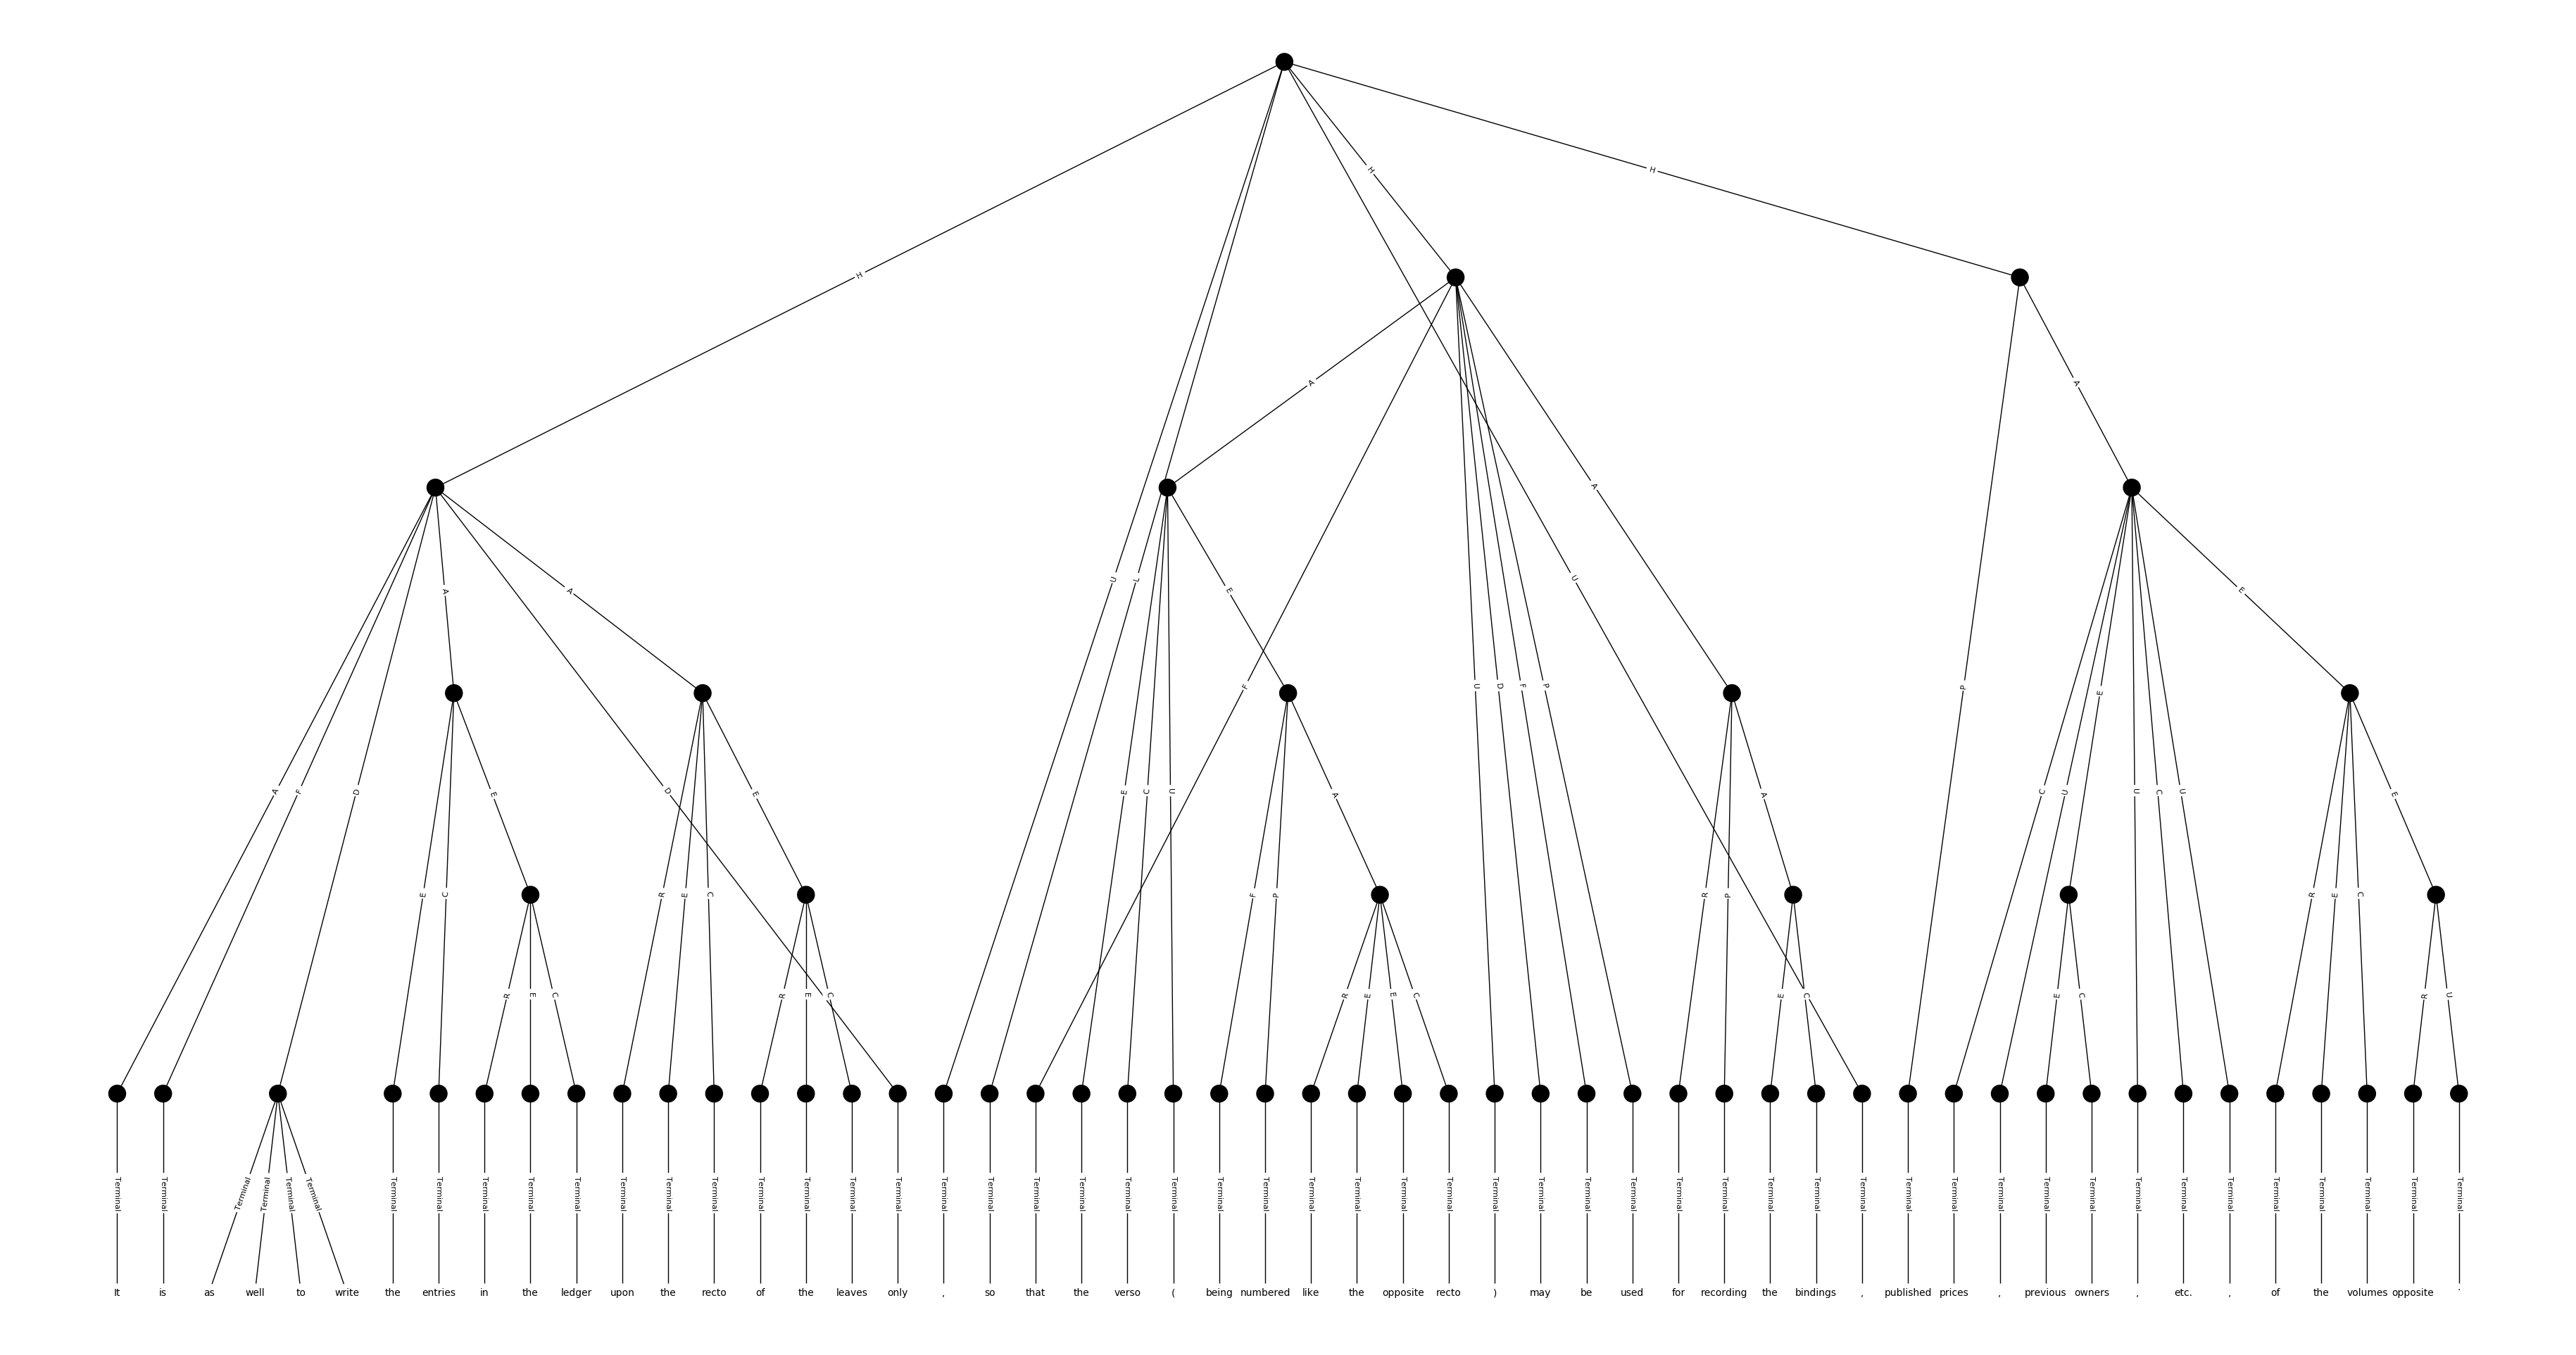 H H
H
A A
A
U L U
A A E E
F U D F P P E
A F D E D E E C U A A C U U C U E
E C R E C F P R P R E C
R E C R E C R E E C E C E C R U
Terminal Terminal Terminal Terminal Terminal Terminal Terminal Terminal Terminal Terminal Terminal Terminal Terminal Terminal Terminal Terminal Terminal Terminal Terminal Terminal Terminal Terminal Terminal Terminal Terminal Terminal Terminal Terminal Terminal Terminal Terminal Terminal Terminal Terminal Terminal Terminal Terminal Terminal Terminal Terminal Terminal Terminal Terminal Terminal Terminal Terminal Terminal Terminal Terminal Terminal Terminal Terminal
It is as well to write the entries in the ledger upon the recto of the leaves only , so that the verso ( being numbered like the opposite recto ) may be used for recording the bindings , published prices , previous owners , etc. , of the volumes opposite .